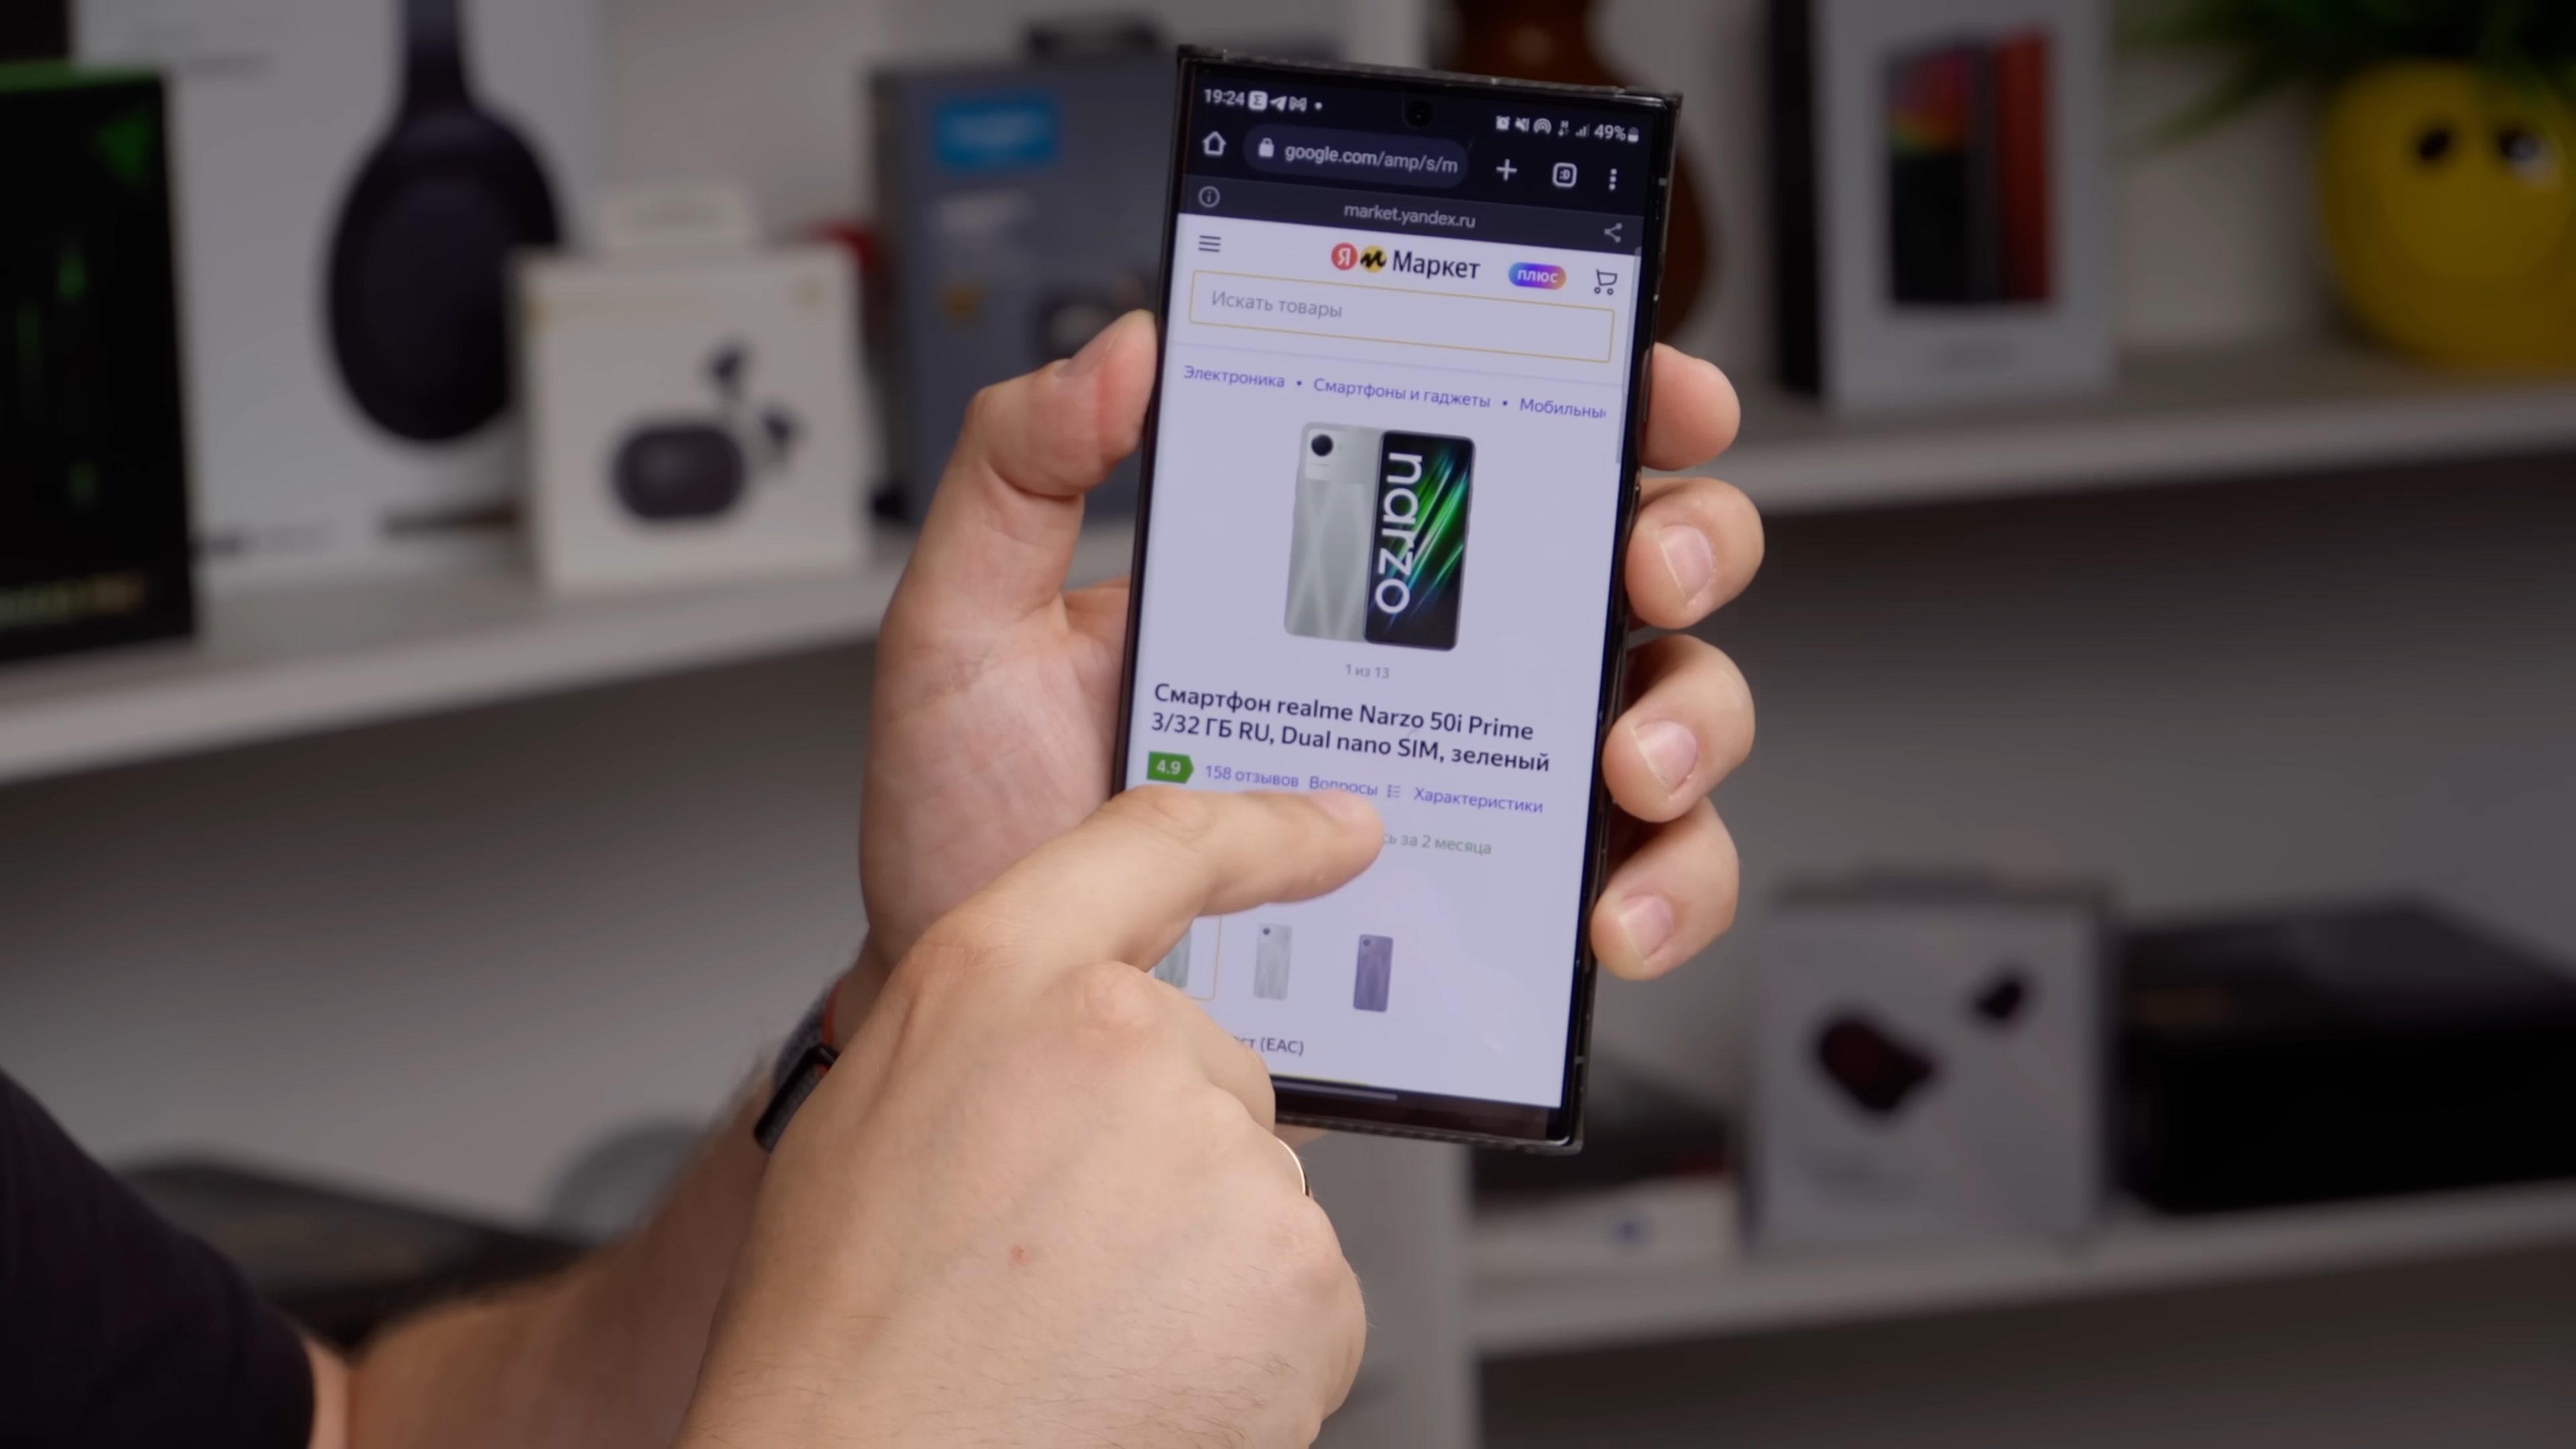 19:24
49%
google.com/amp/s/m
market.yandex.ru
Я Маркет
плюс
Искать товары
Электроника • Смартфоны и гаджеты • Мобильны
narzo
1 из 13
Смартфон realme Narzo 50i Prime
3/32 ГБ RU, Dual nano SIM, зеленый
4.9 158 отзывов Вопросы Характеристики
за 2 месяца
(EAC)